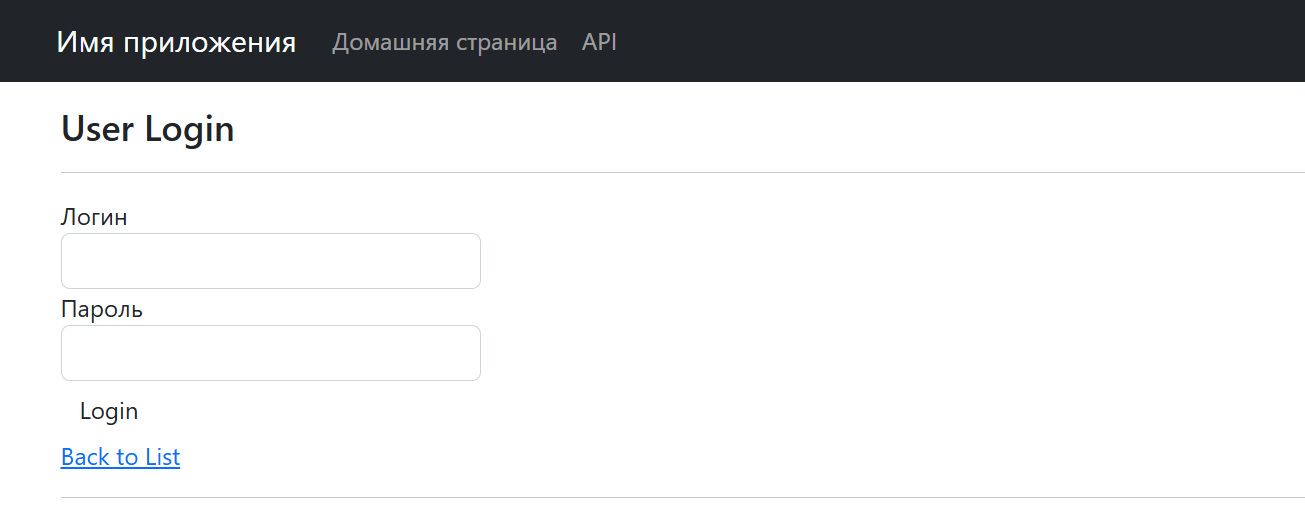 Имя приложения Домашняя страница API
User Login
Логин
Пароль
Login
Back to List